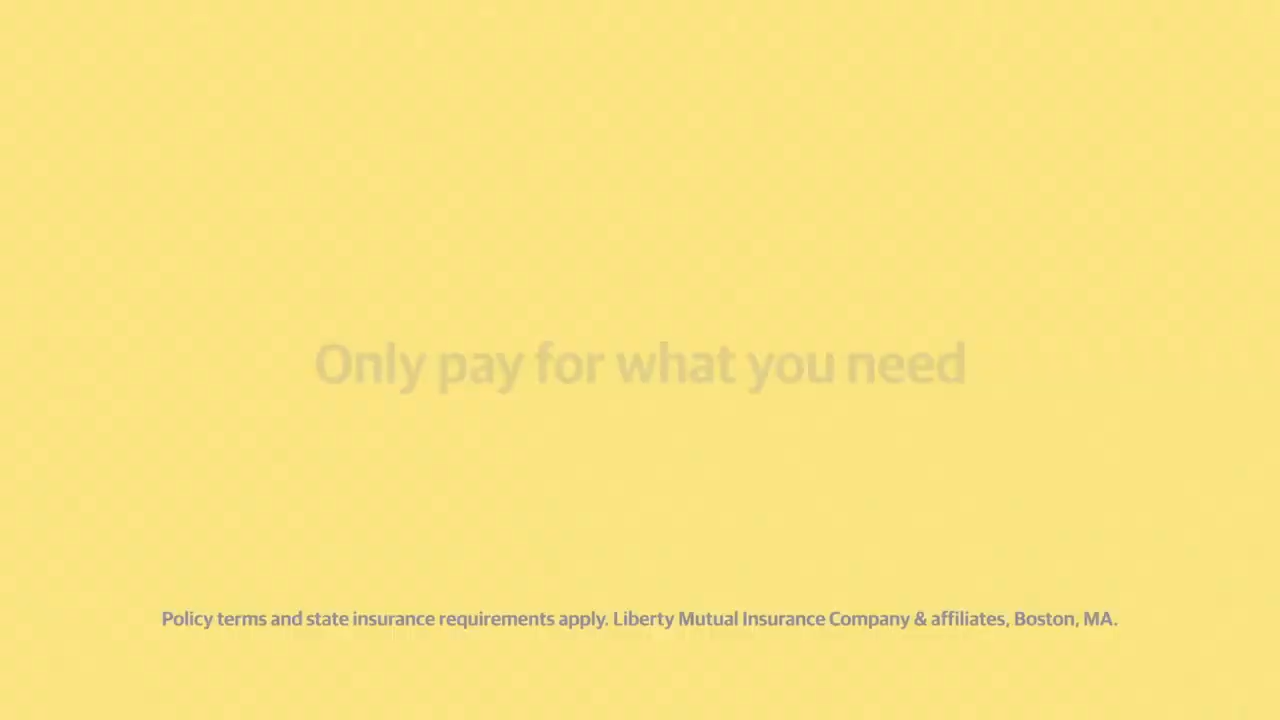 Only pay for what you need
Policy terms and state insurance requirements apply. Liberty Mutual Insurance Company & affiliates, Boston, MA.